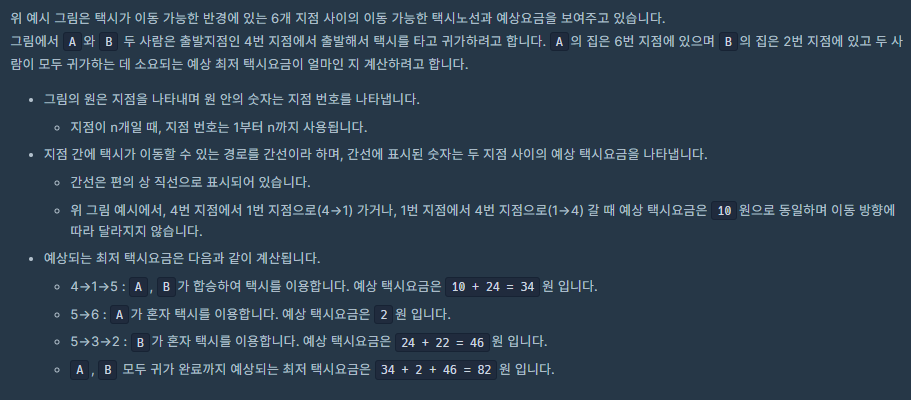 위 예시 그림은 택시가 이동 가능한 반경에 있는 6개 지점 사이의 이동 가능한 택시노선과 예상요금을 보여주고 있습니다.
그림에서 A 와 B 두 사람은 출발지점인 4번 지점에서 출발해서 택시를 타고 귀가하려고 합니다. A 의 집은 6번 지점에 있으며 B 의 집은 2번 지점에 있고 두 사
람이 모두 귀가하는 데 소요되는 예상 최저 택시요금이 얼마인 지 계산하려고 합니다.
• 그림의 원은 지점을 나타내며 원 안의 숫자는 지점 번호를 나타냅니다.
◦ 지점이 n개일 때, 지점 번호는 1부터 n까지 사용됩니다.
• 지점 간에 택시가 이동할 수 있는 경로를 간선이라 하며, 간선에 표시된 숫자는 두 지점 사이의 예상 택시요금을 나타냅니다.
◦ 간선은 편의 상 직선으로 표시되어 있습니다.
◦ 위 그림 예시에서, 4번 지점에서 1번 지점으로(4→1) 가거나, 1번 지점에서 4번 지점으로(1→4) 갈 때 예상 택시요금은 10 원으로 동일하며 이동 방향에
따라 달라지지 않습니다.
• 예상되는 최저 택시요금은 다음과 같이 계산됩니다.
◦ 4→1→5 : A , B 가 합승하여 택시를 이용합니다. 예상 택시요금은 10 + 24 = 34 원 입니다.
◦ 5→6 : A 가 혼자 택시를 이용합니다. 예상 택시요금은 2 원 입니다.
◦ 5→3→2 : B 가 혼자 택시를 이용합니다. 예상 택시요금은 24 + 22 = 46 원 입니다.
◦ A , B 모두 귀가 완료까지 예상되는 최저 택시요금은 34 + 2 + 46 = 82 원 입니다.